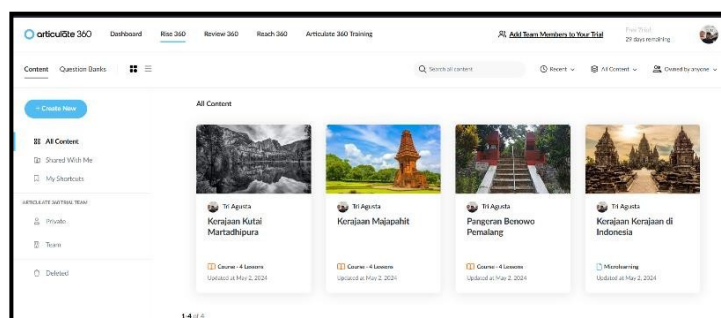 articulate 360
Dashboard
Rise 360
Review 360
Reach 360
Articulate 360 Training
Add Team Members to Your Trial
Free Trial
29 days remaining
Content
Question Banks
Search all content
Recent
All Content
Owned by anyone
+ Create New
All Content
Shared With Me
My Shortcuts
ARTICULATE 360 TRIAL TEAM
Private
Team
Deleted
All Content
Tri Agusta
Kerajaan Kutai
Martadhipura
Course - 4 Lessons
Updated at May 2, 2024
Tri Agusta
Kerajaan Majapahit
Course - 4 Lessons
Updated at May 2, 2024
Tri Agusta
Pangeran Benowo
Pemalang
Course - 4 Lessons
Updated at May 2, 2024
Tri Agusta
Kerajaan Kerajaan di
Indonesia
Microlearning
Updated at May 2, 2024
1-4 of 4